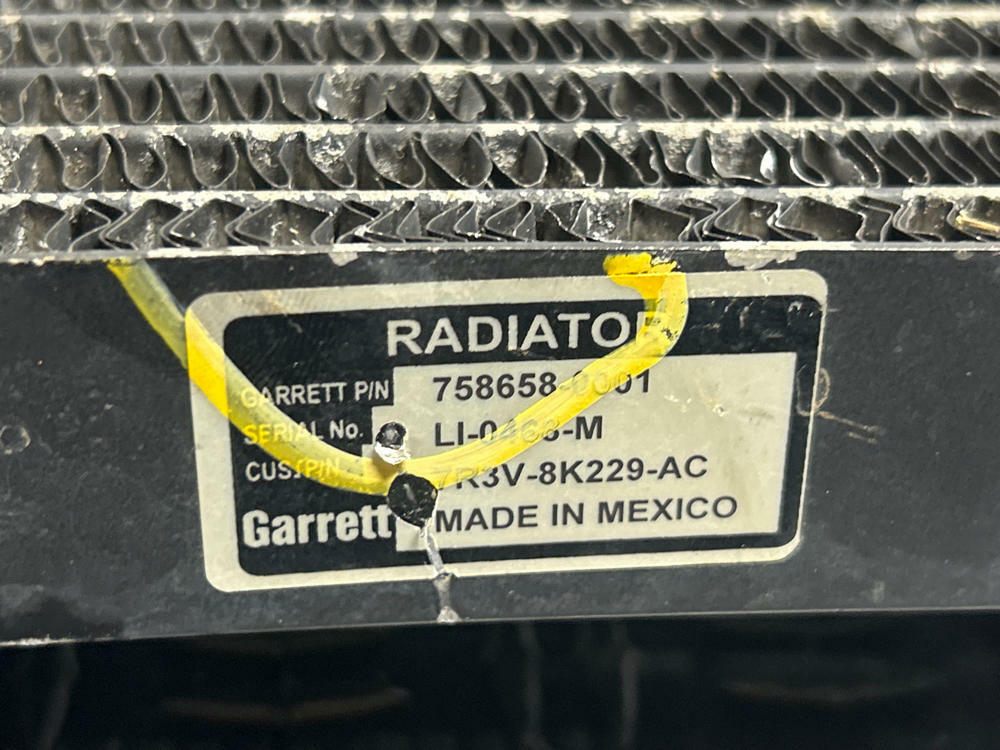 RADIATOR
GARRETT P/N 758658-0001
SERIAL No.
CUST P/N 7R3V-8K229-AC
Garrett MADE IN MEXICO